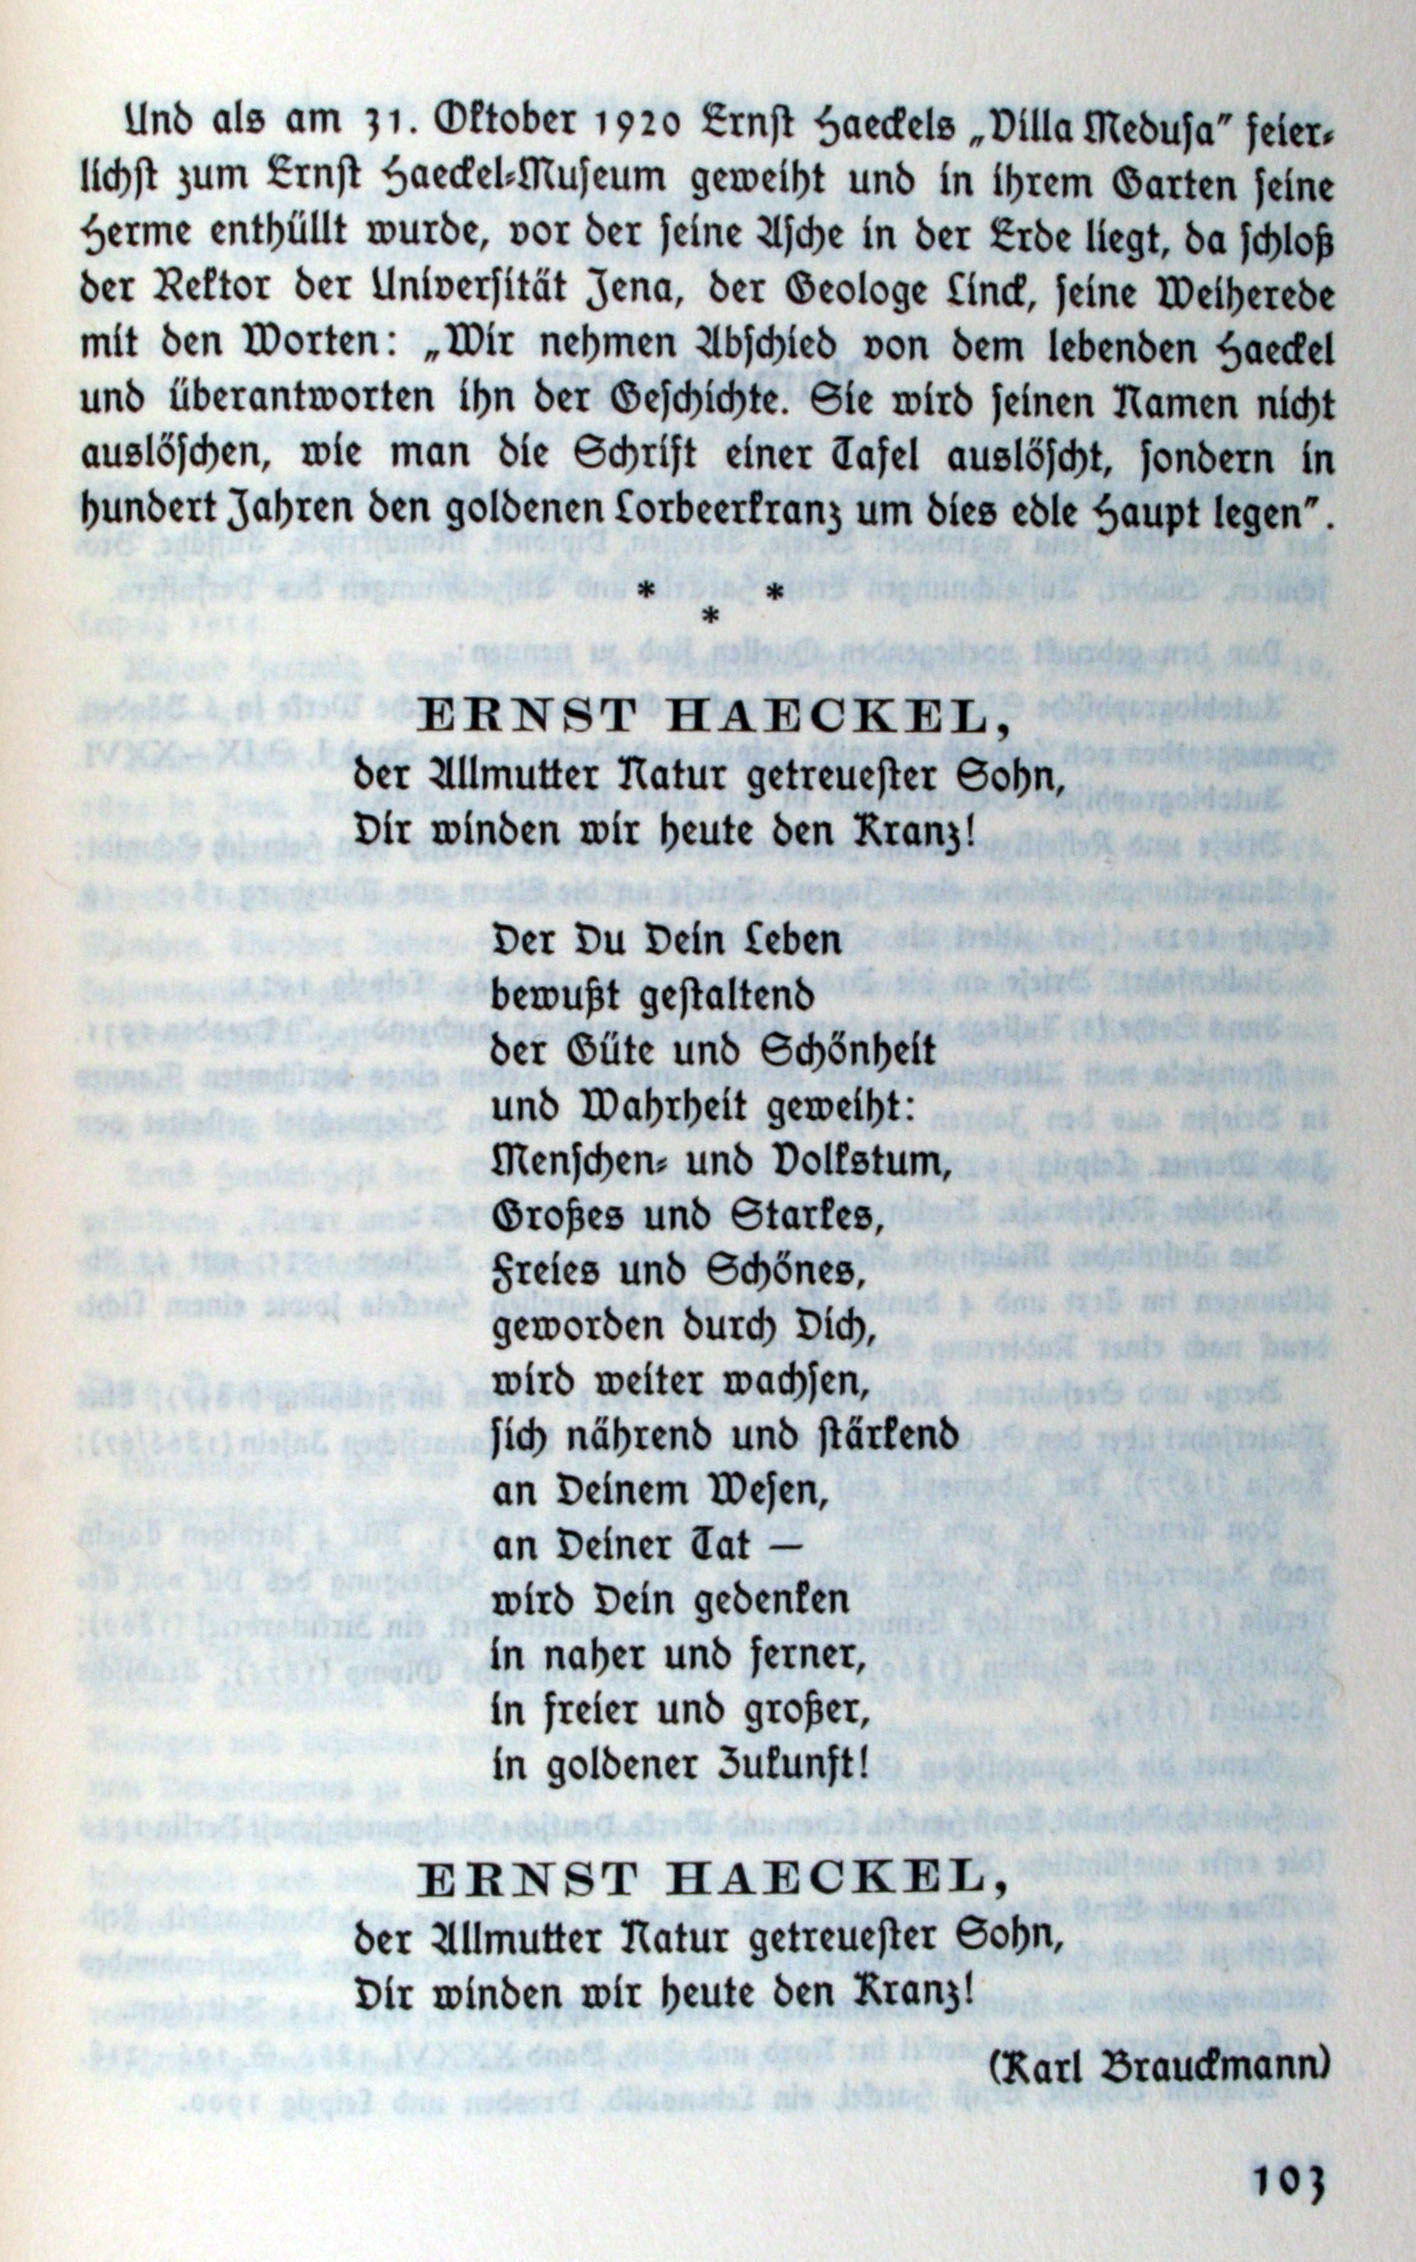 Und als am 31. Oktober 1920 Ernst Haeckels „Villa Medusa" feier-
lichst zum Ernst Haeckel-Museum geweiht und in ihrem Garten seine
Herme enthüllt wurde, vor der seine Asche in der Erde liegt, da schloß
der Rektor der Universität Jena, der Geologe Linck, seine Weiherede
mit den Worten: „Wir nehmen Abschied von dem lebenden Haeckel
und überantworten ihn der Geschichte. Sie wird seinen Namen nicht
auslöschen, wie man die Schrift einer Tafel auslöscht, sondern in
hundert Jahren den goldenen Lorbeerkranz um dies edle Haupt legen".
* * *
ERNST HAECKEL,
der Allmutter Natur getreuester Sohn,
Dir winden wir heute den Kranz!
Der Du Dein Leben
bewußt gestaltend
der Güte und Schönheit
und Wahrheit geweiht:
Menschen- und Volkstum,
Großes und Starkes,
Freies und Schönes,
geworden durch Dich,
wird weiter wachsen,
sich nährend und stärkend
an Deinem Wesen,
an Deiner Tat —
wird Dein gedenken
in naher und ferner,
in freier und großer,
in goldener Zukunft!
ERNST HAECKEL,
der Allmutter Natur getreuester Sohn,
Dir winden wir heute den Kranz!
(Karl Brauckmann)
103